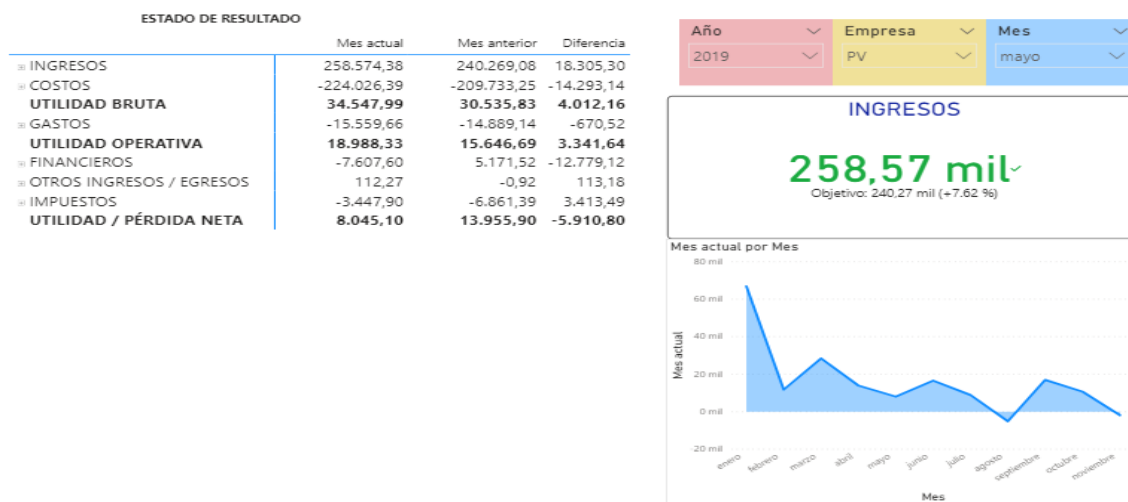 ESTADO DE RESULTADO
Mes actual Mes anterior Diferencia
INGRESOS 258.574,38 240.269,08 18.305,30
COSTOS -224.026,39 -209.733,25 -14.293,14
UTILIDAD BRUTA 34.547,99 30.535,83 4.012,16
GASTOS -15.559,66 -14.889,14 -670,52
UTILIDAD OPERATIVA 18.988,33 15.646,69 3.341,64
FINANCIEROS -7.607,60 5.171,52 -12.779,12
OTROS INGRESOS / EGRESOS 112,27 -0,92 113,18
IMPUESTOS -3.447,90 -6.861,39 3.413,49
UTILIDAD / PÉRDIDA NETA 8.045,10 13.955,90 -5.910,80
Año Empresa Mes
2019 PV mayo
INGRESOS
258,57 mil
Objetivo: 240,27 mil (+7.62 %)
Mes actual por Mes
80 mil
60 mil
40 mil
20 mil
0 mil
-20 mil
Mes actual
enero febrero marzo abril mayo junio julio agosto septiembre octubre noviembre
Mes